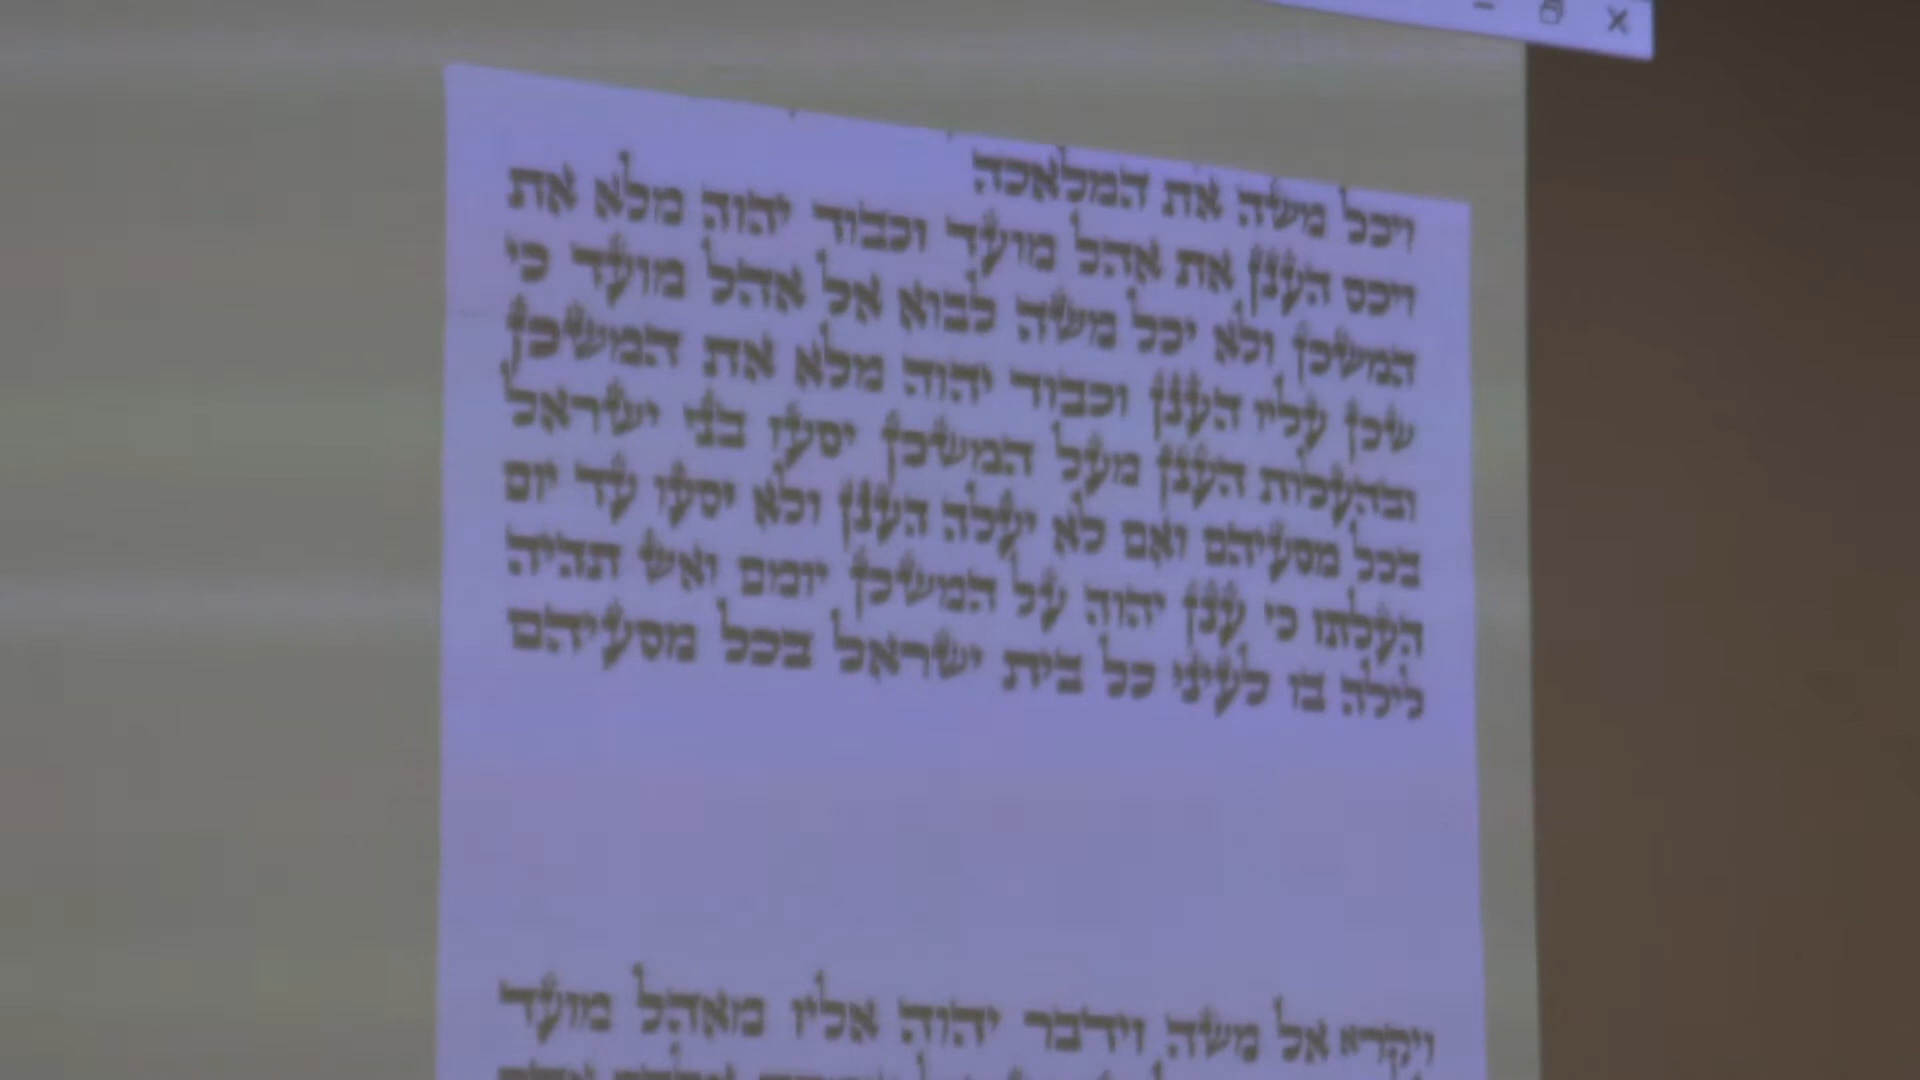 ויכל משה את המלאכה
ויכס הענן את אהל מועד וכבוד יהוה מלא את
המשכן ולא יכל משה לבוא אל אהל מועד כי
שכן עליו הענן וכבוד יהוה מלא את המשכן
ובהעלות הענן מעל המשכן יסעו בני ישראל
בכל מסעיהם ואם לא יעלה הענן ולא יסעו עד יום
העלתו כי ענן יהוה על המשכן יומם ואש תהיה
לילה בו לעיני כל בית ישראל בכל מסעיהם
ויקרא אל משה וידבר יהוה אליו מאהל מועד